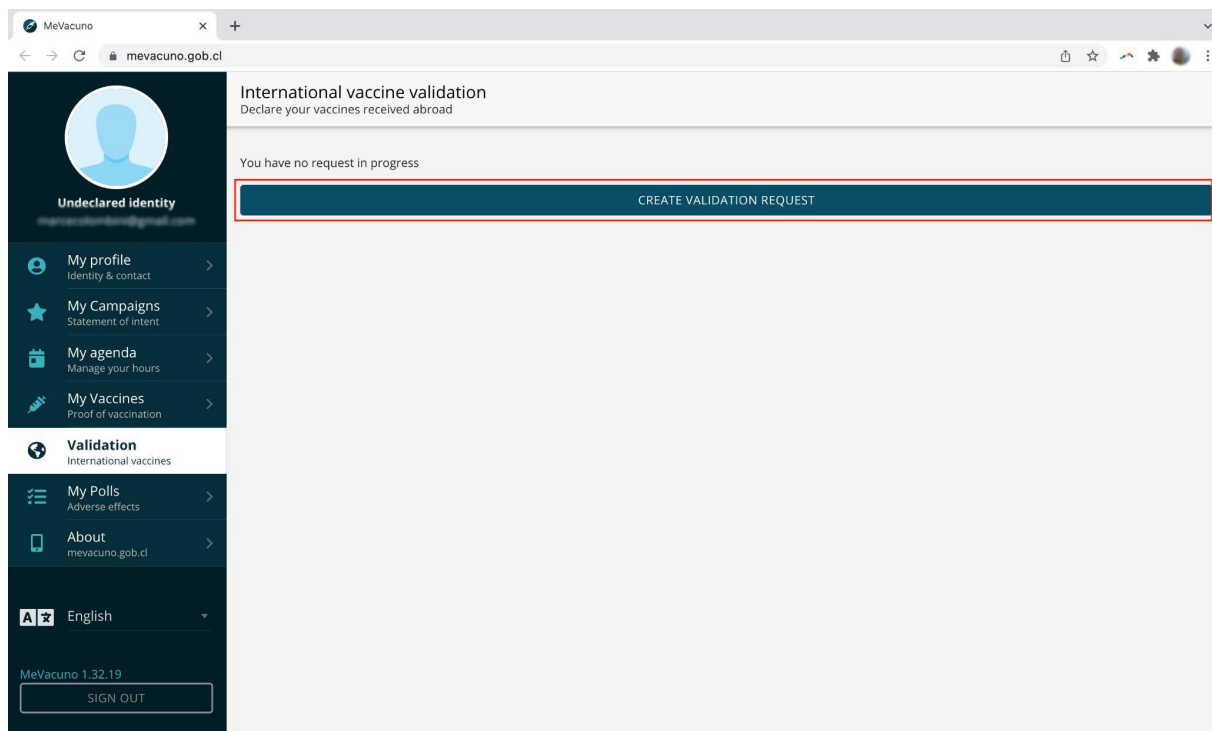 MeVacuno
mevacuno.gob.cl
International vaccine validation
Declare your vaccines received abroad
You have no request in progress
CREATE VALIDATION REQUEST
Undeclared identity
My profile
Identity & contact
My Campaigns
Statement of intent
My agenda
Manage your hours
My Vaccines
Proof of vaccination
Validation
International vaccines
My Polls
Adverse effects
About
mevacuno.gob.cl
English
MeVacuno 1.32.19
SIGN OUT